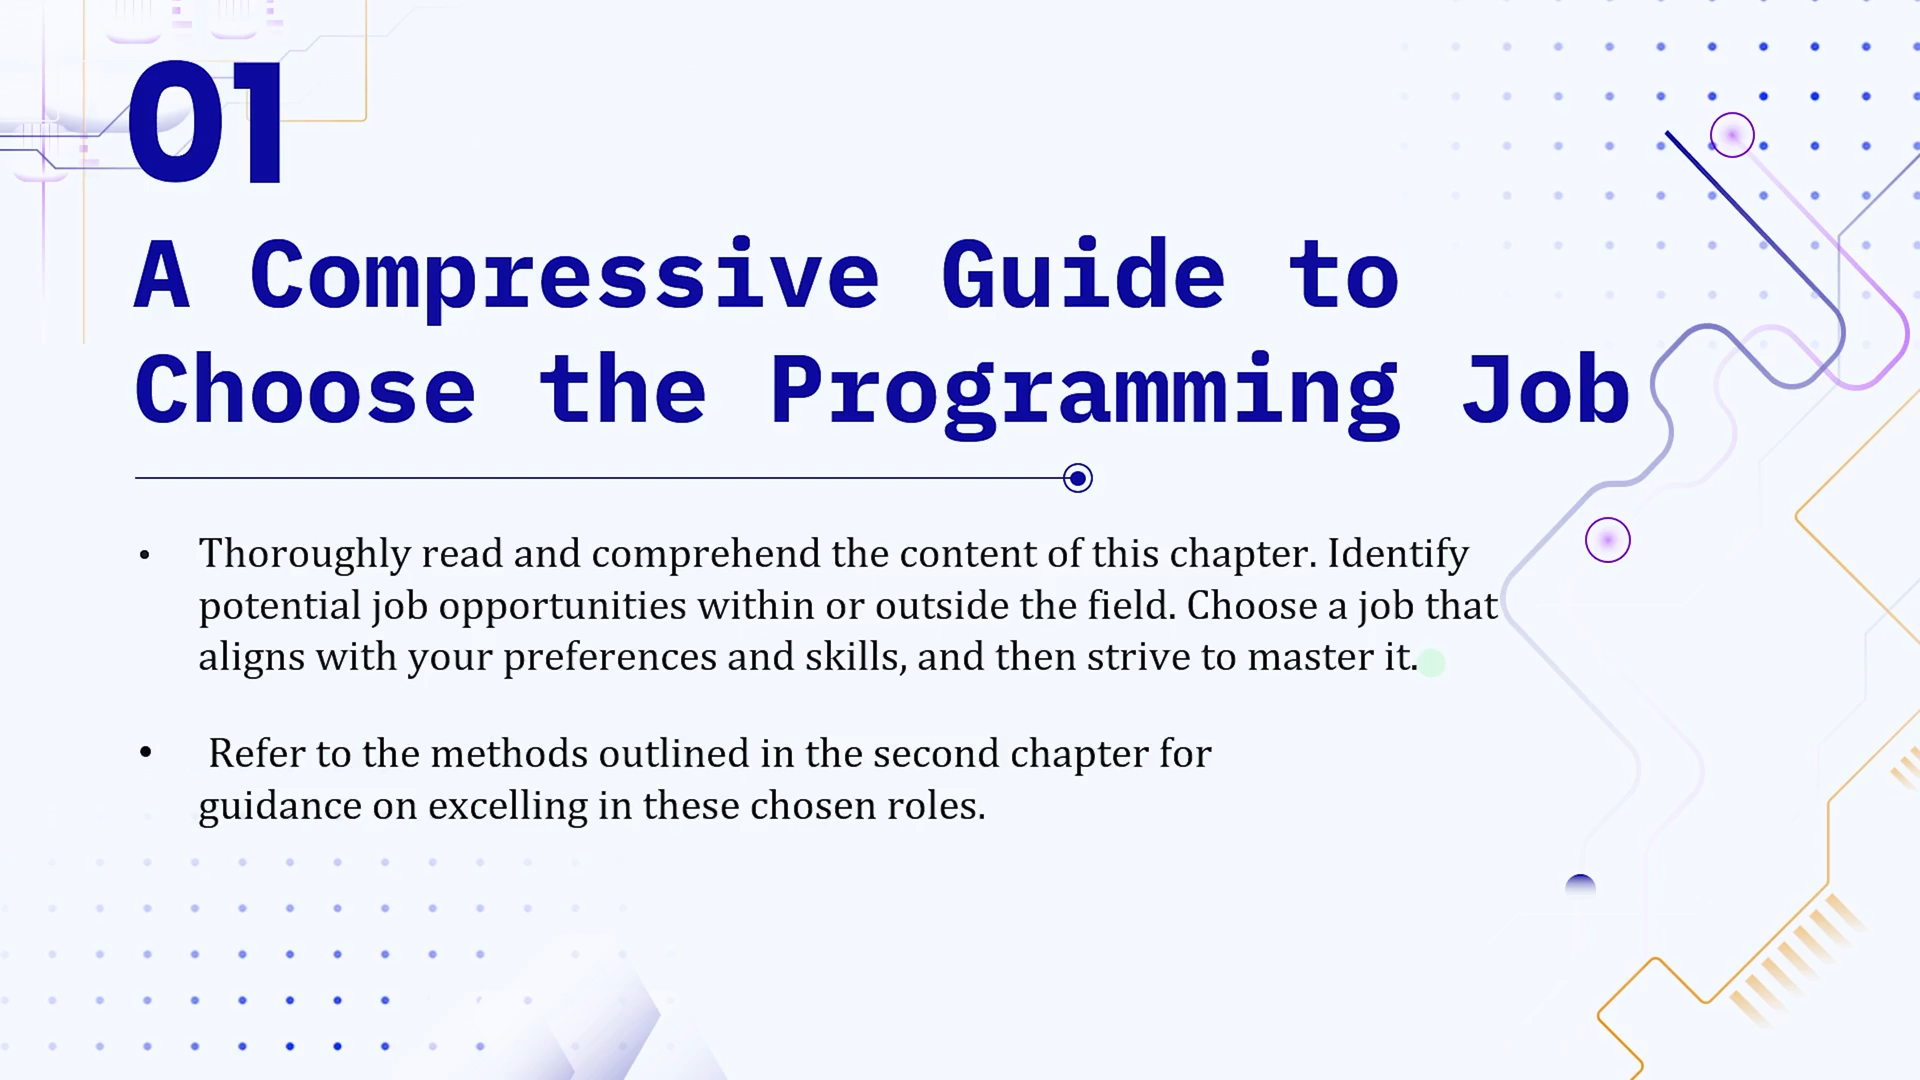 01
A Compressive Guide to
Choose the Programming Job
• Thoroughly read and comprehend the content of this chapter. Identify
potential job opportunities within or outside the field. Choose a job that
aligns with your preferences and skills, and then strive to master it.
• Refer to the methods outlined in the second chapter for
guidance on excelling in these chosen roles.